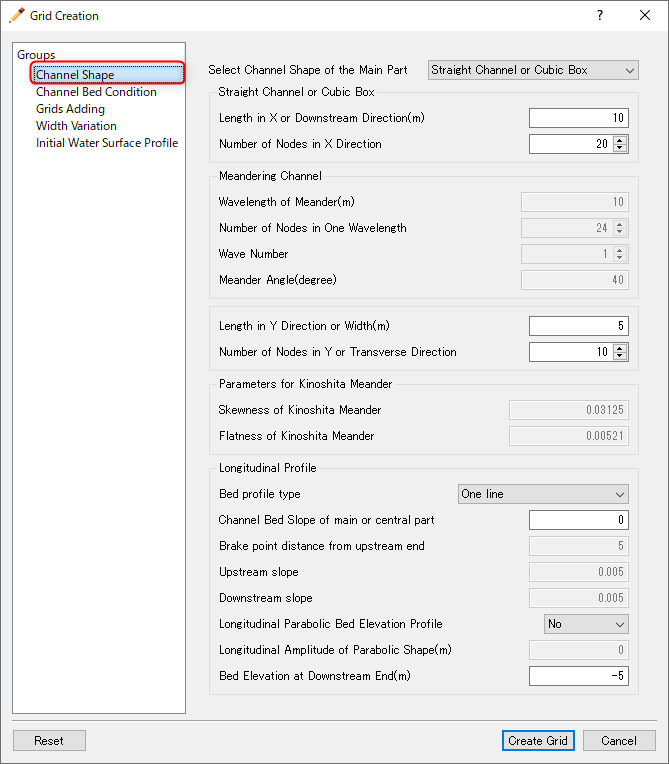 Grid Creation
Groups
Channel Shape
Channel Bed Condition
Grids Adding
Width Variation
Initial Water Surface Profile
Select Channel Shape of the Main Part Straight Channel or Cubic Box
Straight Channel or Cubic Box
Length in X or Downstream Direction(m) 10
Number of Nodes in X Direction 20
Meandering Channel
Wavelength of Meander(m) 10
Number of Nodes in One Wavelength 24
Wave Number 1
Meander Angle(degree) 40
Length in Y Direction or Width(m) 5
Number of Nodes in Y or Transverse Direction 10
Parameters for Kinoshita Meander
Skewness of Kinoshita Meander 0.03125
Flatness of Kinoshita Meander 0.00521
Longitudinal Profile
Bed profile type One line
Channel Bed Slope of main or central part 0
Brake point distance from upstream end 5
Upstream slope 0.005
Downstream slope 0.005
Longitudinal Parabolic Bed Elevation Profile No
Longitudinal Amplitude of Parabolic Shape(m) 0
Bed Elevation at Downstream End(m) -5
Reset Create Grid Cancel